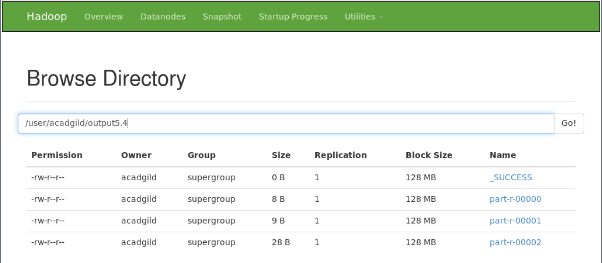 Hadoop Overview Datanodes Snapshot Startup Progress Utilities
Browse Directory
/user/acadgild/output5.4 Go!
Permission Owner Group Size Replication Block Size Name
-rw-r--r-- acadgild supergroup 0 B 1 128 MB _SUCCESS
-rw-r--r-- acadgild supergroup 8 B 1 128 MB part-r-00000
-rw-r--r-- acadgild supergroup 9 B 1 128 MB part-r-00001
-rw-r--r-- acadgild supergroup 28 B 1 128 MB part-r-00002